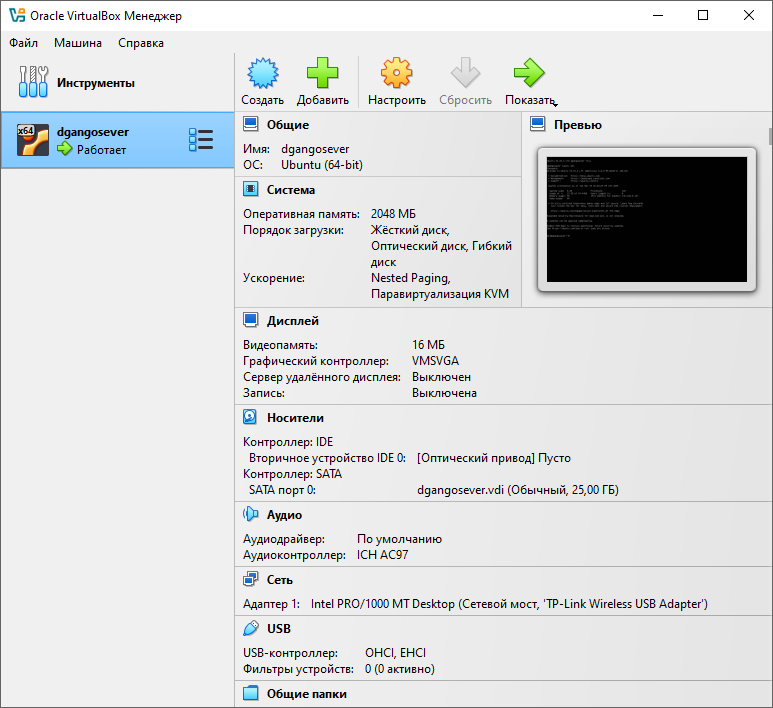 Oracle VirtualBox Менеджер
Файл Машина Справка
Инструменты
x64
dgangosever
Работает
Создать Добавить Настроить Сбросить Показать
Общие
Имя: dgangosever
ОС: Ubuntu (64-bit)
Превью
Система
Оперативная память: 2048 МБ
Порядок загрузки: Жёсткий диск,
Оптический диск, Гибкий
диск
Ускорение: Nested Paging,
Паравиртуализация KVM
Дисплей
Видеопамять: 16 МБ
Графический контроллер: VMSVGA
Сервер удалённого дисплея: Выключен
Запись: Выключена
Носители
Контроллер: IDE
Вторичное устройство IDE 0: [Оптический привод] Пусто
Контроллер: SATA
SATA порт 0: dgangosever.vdi (Обычный, 25,00 ГБ)
Аудио
Аудиодрайвер: По умолчанию
Аудиоконтроллер: ICH AC97
Сеть
Адаптер 1: Intel PRO/1000 MT Desktop (Сетевой мост, 'TP-Link Wireless USB Adapter')
USB
USB-контроллер: OHCI, EHCI
Фильтры устройств: 0 (0 активно)
Общие папки